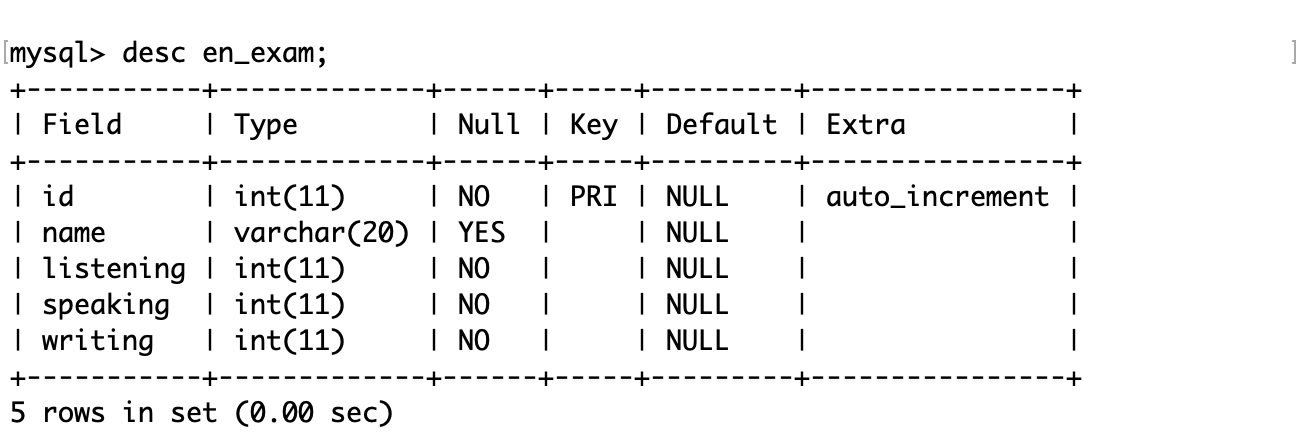 [mysql> desc en_exam; ]
+-----------+-------------+------+-----+---------+----------------+
| Field     | Type        | Null | Key | Default | Extra          |
+-----------+-------------+------+-----+---------+----------------+
| id        | int(11)     | NO   | PRI | NULL    | auto_increment |
| name      | varchar(20) | YES  |     | NULL    |                |
| listening | int(11)     | NO   |     | NULL    |                |
| speaking  | int(11)     | NO   |     | NULL    |                |
| writing   | int(11)     | NO   |     | NULL    |                |
+-----------+-------------+------+-----+---------+----------------+
5 rows in set (0.00 sec)